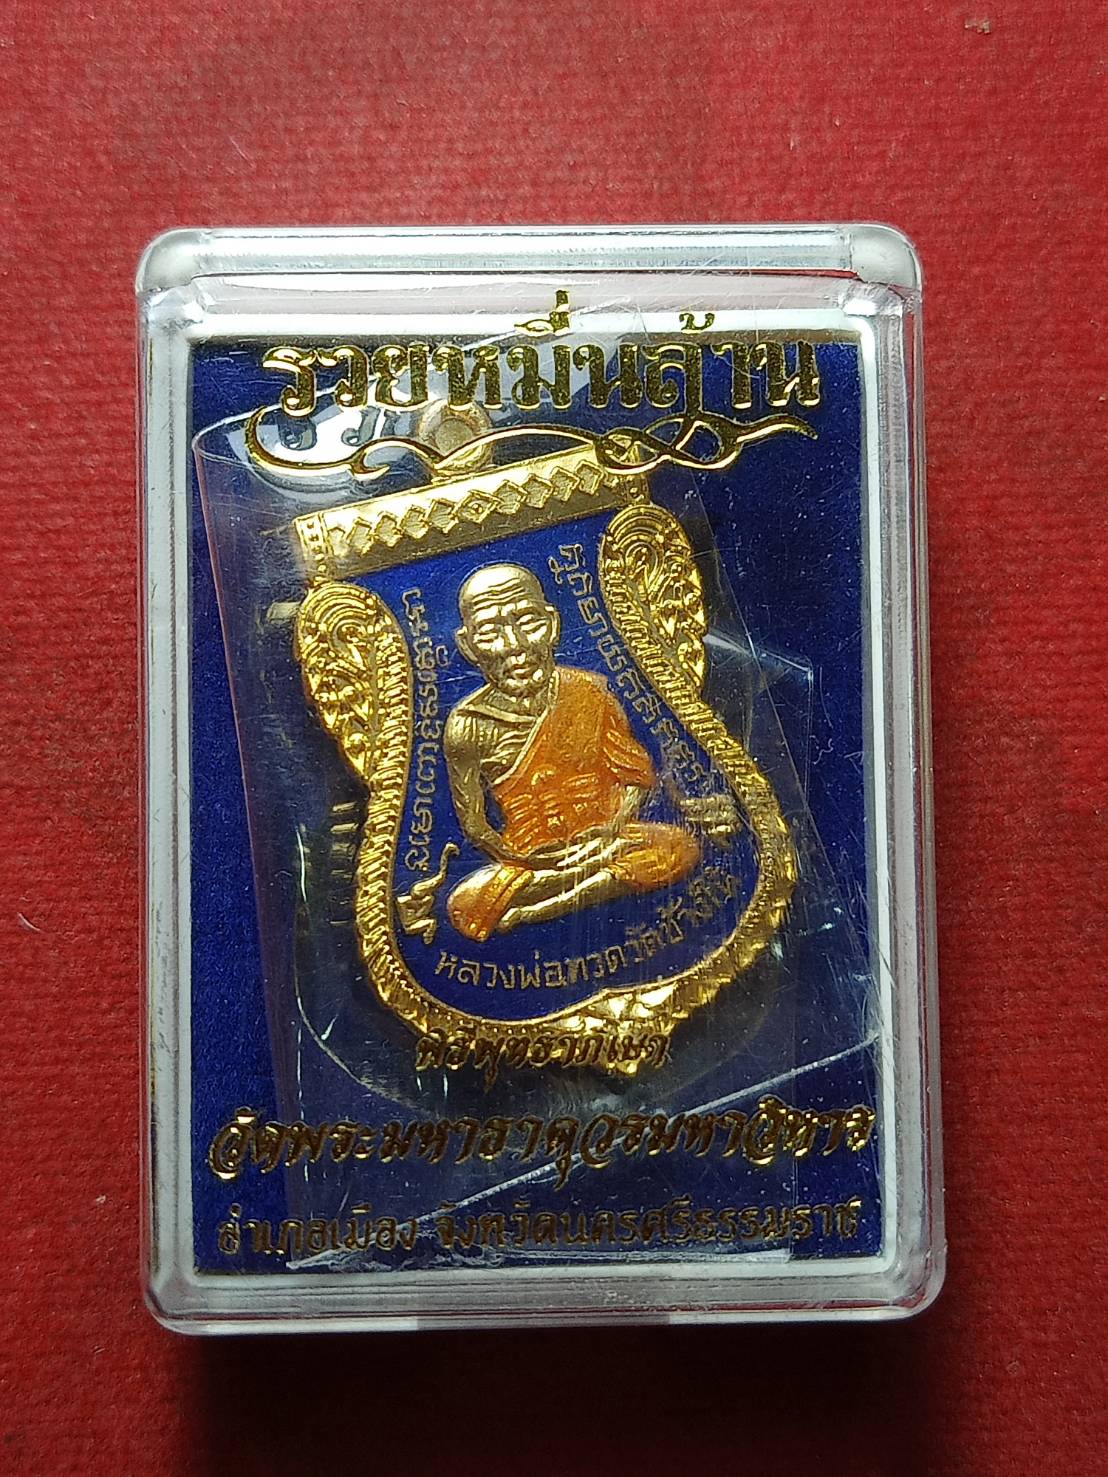 รวยหมื่นล้าน
หลวงพ่อทวดวัดช้างให้
พิธีพุทธาภิเษก
วัดพระมหาธาตุวรมหาวิหาร
อำเภอเมือง จังหวัดนครศรีธรรมราช